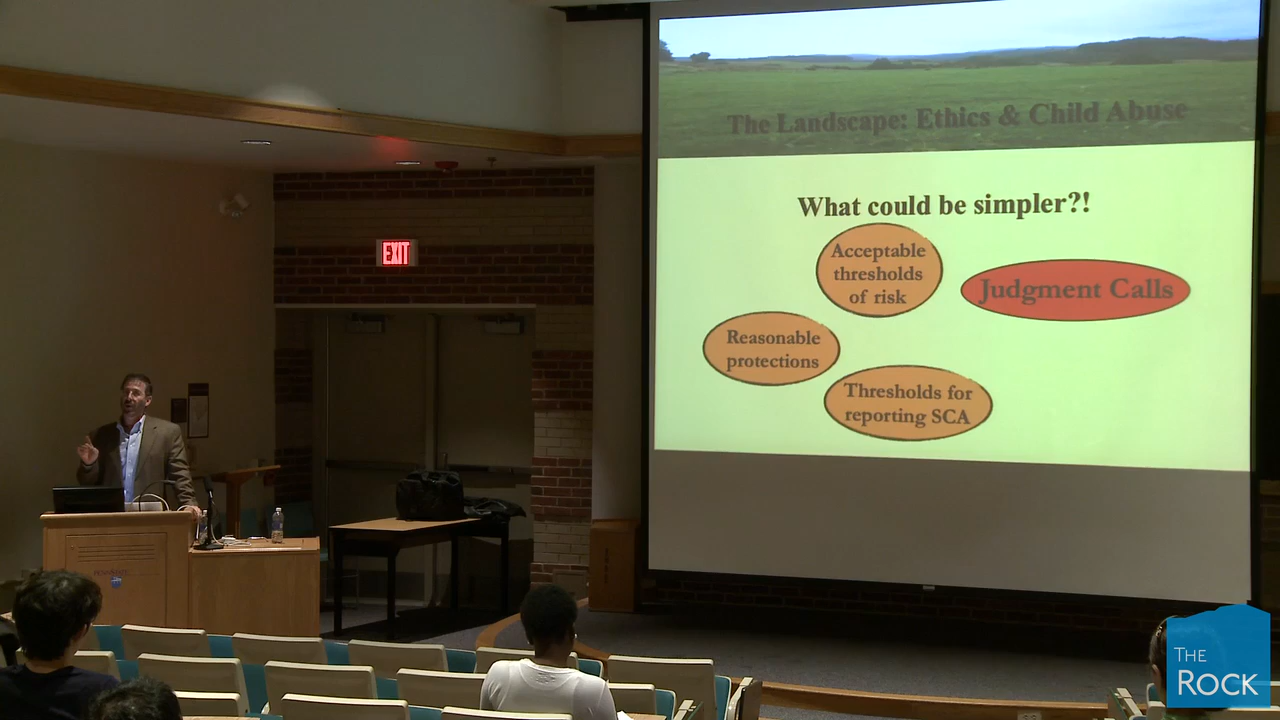 The Landscape: Ethics & Child Abuse
What could be simpler?!
Acceptable
thresholds
of risk
Judgment Calls
Reasonable
protections
Thresholds for
reporting SCA
EXIT
THE
ROCK